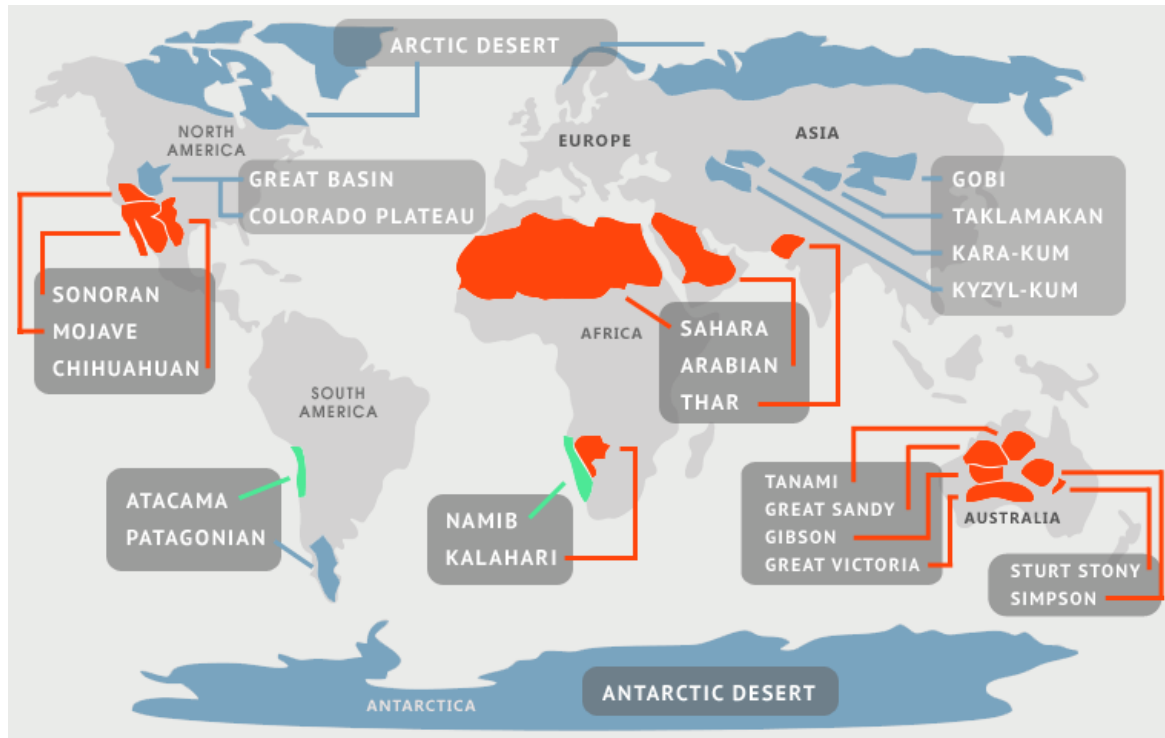 ARCTIC DESERT
NORTH
AMERICA
EUROPE
ASIA
GREAT BASIN
COLORADO PLATEAU
GOBI
TAKLAMAKAN
KARA-KUM
KYZYL-KUM
SONORAN
MOJAVE
CHIHUAHUAN
AFRICA
SAHARA
ARABIAN
THAR
SOUTH
AMERICA
ATACAMA
PATAGONIAN
NAMIB
KALAHARI
TANAMI
GREAT SANDY
GIBSON
GREAT VICTORIA
AUSTRALIA
STURT STONY
SIMPSON
ANTARCTICA
ANTARCTIC DESERT